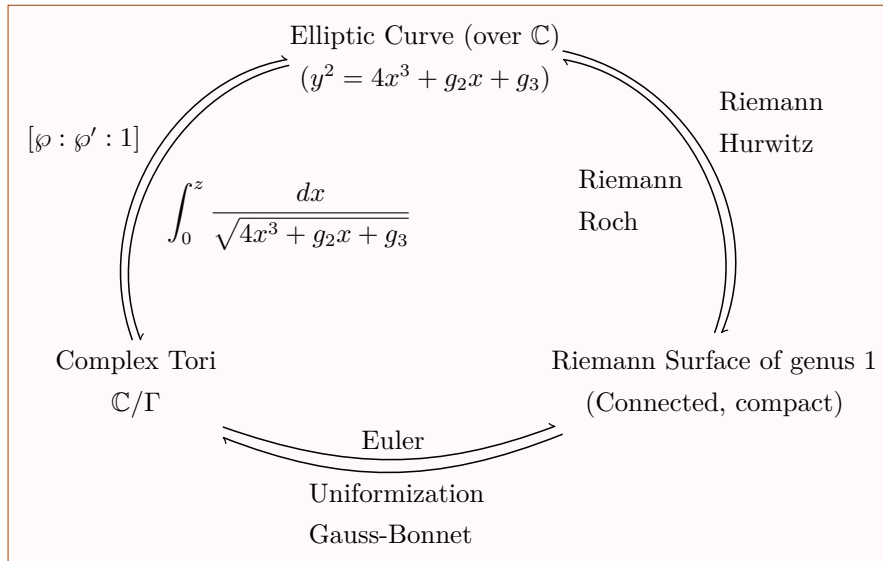 Elliptic Curve (over ℂ)
(y² = 4x³ + g₂x + g₃)
[℘ : ℘′ : 1]
∫₀ᶻ dx / √(4x³ + g₂x + g₃)
Riemann
Hurwitz
Riemann
Roch
Complex Tori
ℂ/Γ
Riemann Surface of genus 1
(Connected, compact)
Euler
Uniformization
Gauss-Bonnet